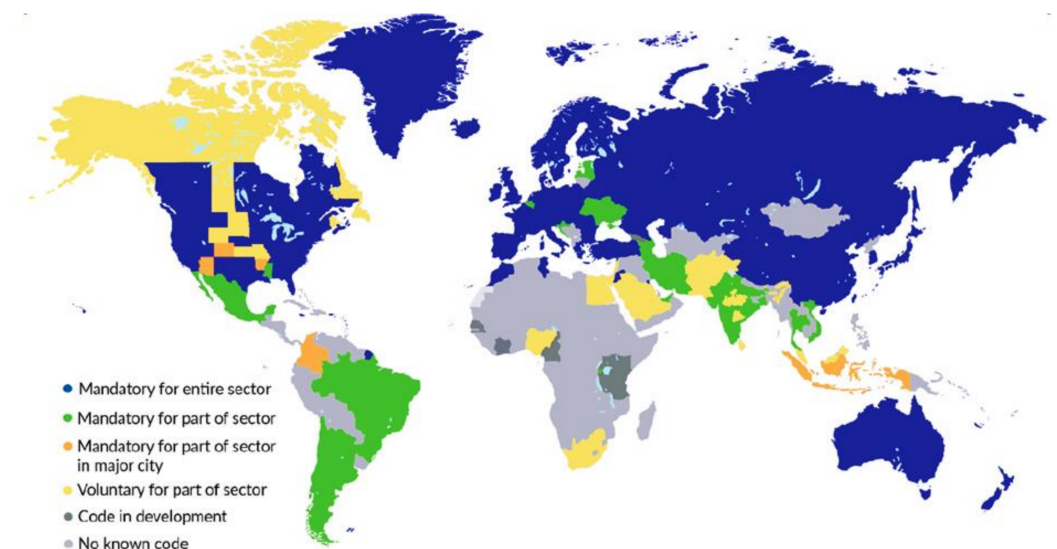 Mandatory for entire sector
Mandatory for part of sector
Mandatory for part of sector
in major city
Voluntary for part of sector
Code in development
No known code